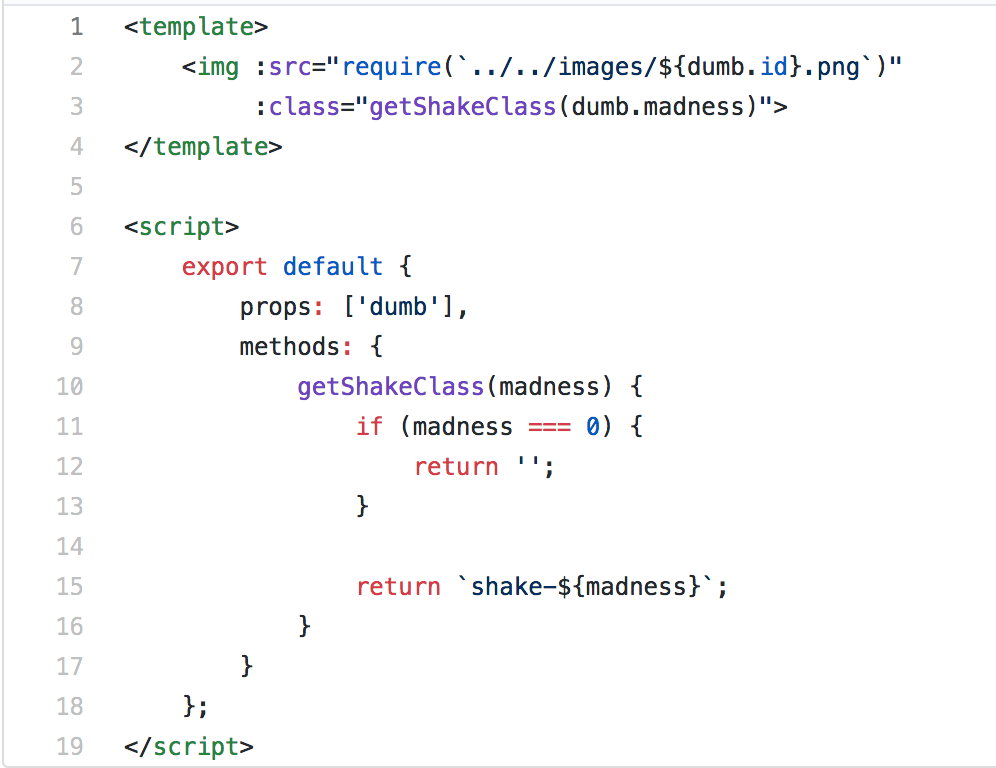 1 <template>
2     <img :src="require(`../../images/${dumb.id}.png`)"
3          :class="getShakeClass(dumb.madness)">
4 </template>
5
6 <script>
7     export default {
8         props: ['dumb'],
9         methods: {
10             getShakeClass(madness) {
11                 if (madness === 0) {
12                     return '';
13                 }
14
15                 return `shake-${madness}`;
16             }
17         }
18     };
19 </script>